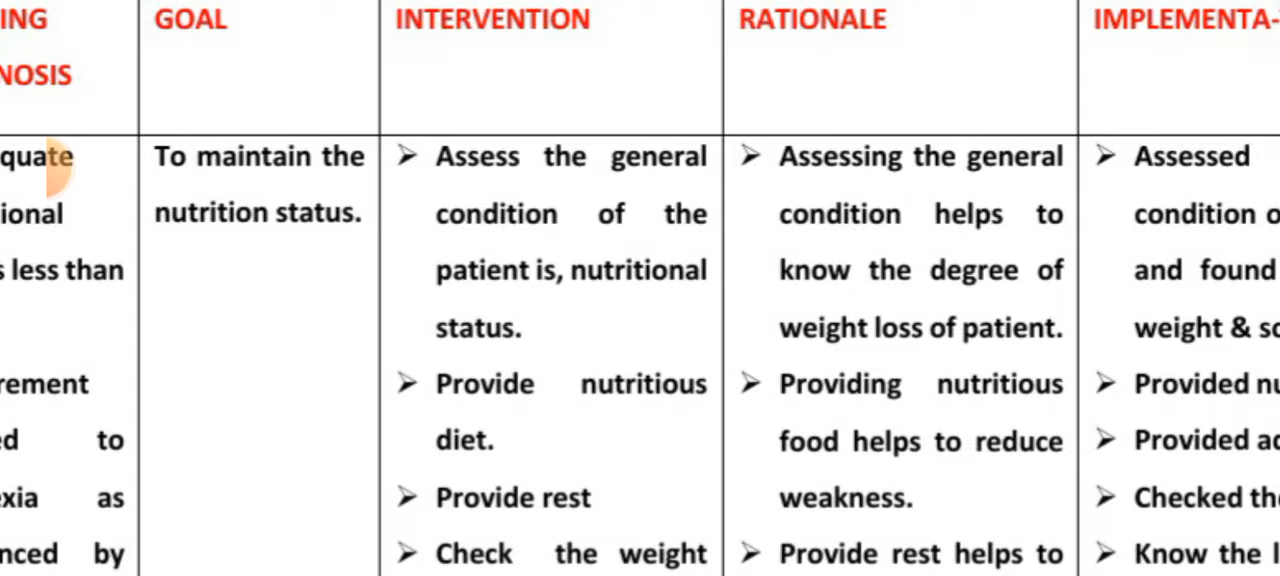 ING
NOSIS
quate
ional
s less than
rement
ed to
exia as
nced by
GOAL
To maintain the
nutrition status.
INTERVENTION
➢ Assess the general
condition of the
patient is, nutritional
status.
➢ Provide nutritious
diet.
➢ Provide rest
➢ Check the weight
RATIONALE
➢ Assessing the general
condition helps to
know the degree of
weight loss of patient.
➢ Providing nutritious
food helps to reduce
weakness.
➢ Provide rest helps to
IMPLEMENTA-
➢ Assessed
condition o
and found
weight & sc
➢ Provided nu
➢ Provided ad
➢ Checked the
➢ Know the l